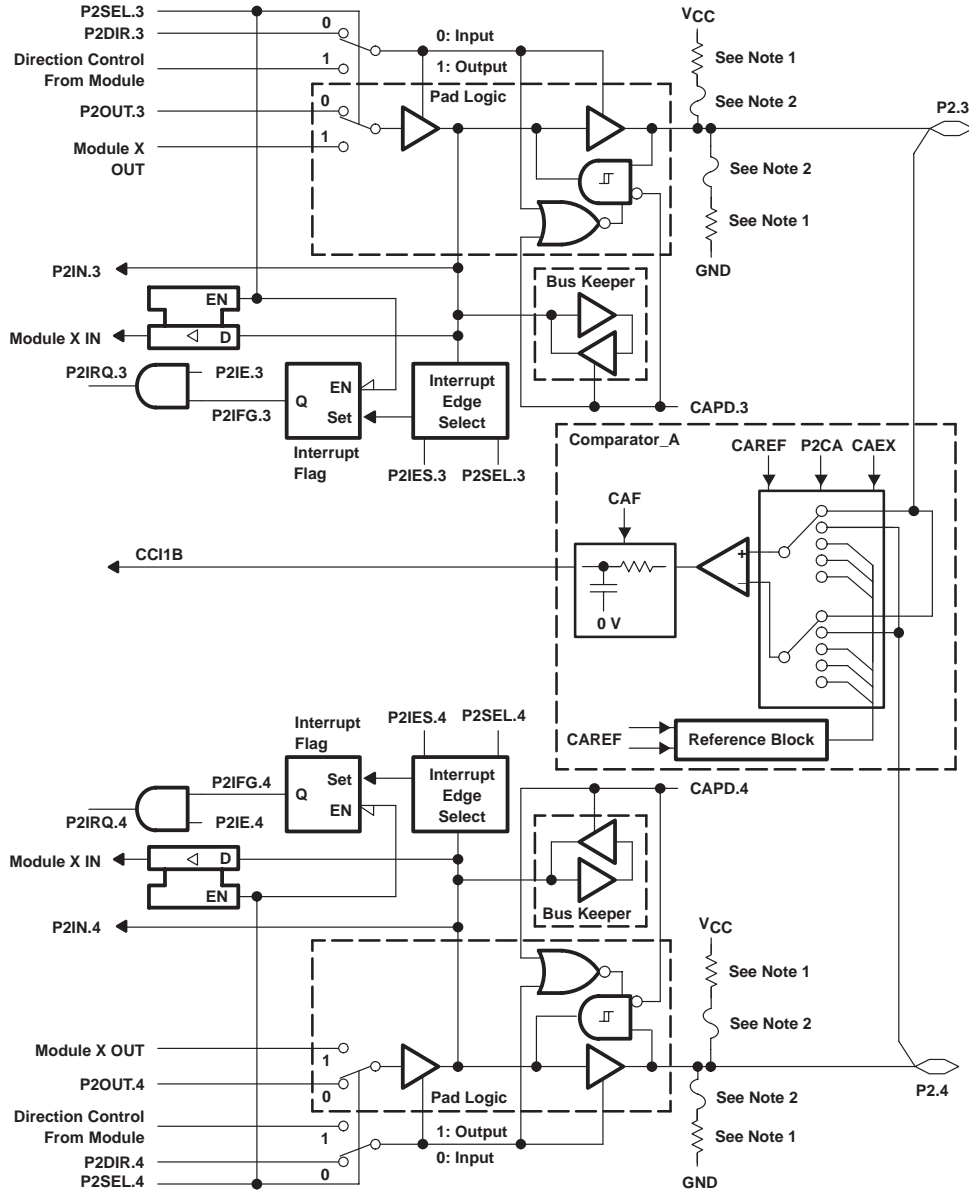 P2SEL.3
P2DIR.3
0
0: Input
VCC
See Note 1
Direction Control
From Module
1
1: Output
Pad Logic
See Note 2
P2OUT.3
0
P2.3
Module X
OUT
1
See Note 2
See Note 1
GND
P2IN.3
Bus Keeper
EN
Module X IN
D
P2IRQ.3
P2IE.3
P2IFG.3
Q
EN
Set
Interrupt
Edge
Select
CAPD.3
Interrupt
Flag
P2IES.3
P2SEL.3
Comparator_A
CAREF
P2CA
CAEX
CAF
CCI1B
+
−
0 V
Interrupt
Flag
P2IES.4
P2SEL.4
CAREF
Reference Block
P2IFG.4
Q
Set
EN
Interrupt
Edge
Select
CAPD.4
P2IRQ.4
P2IE.4
Module X IN
D
EN
Bus Keeper
P2IN.4
VCC
See Note 1
See Note 2
Module X OUT
1
P2OUT.4
0
Pad Logic
P2.4
See Note 2
Direction Control
From Module
1
1: Output
See Note 1
P2DIR.4
0: Input
0
P2SEL.4
GND